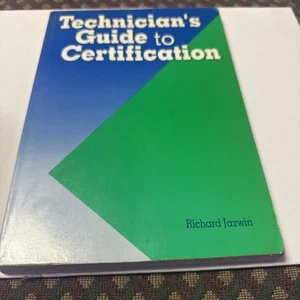 Technician's
Guide to
Certification
Richard Jazwin